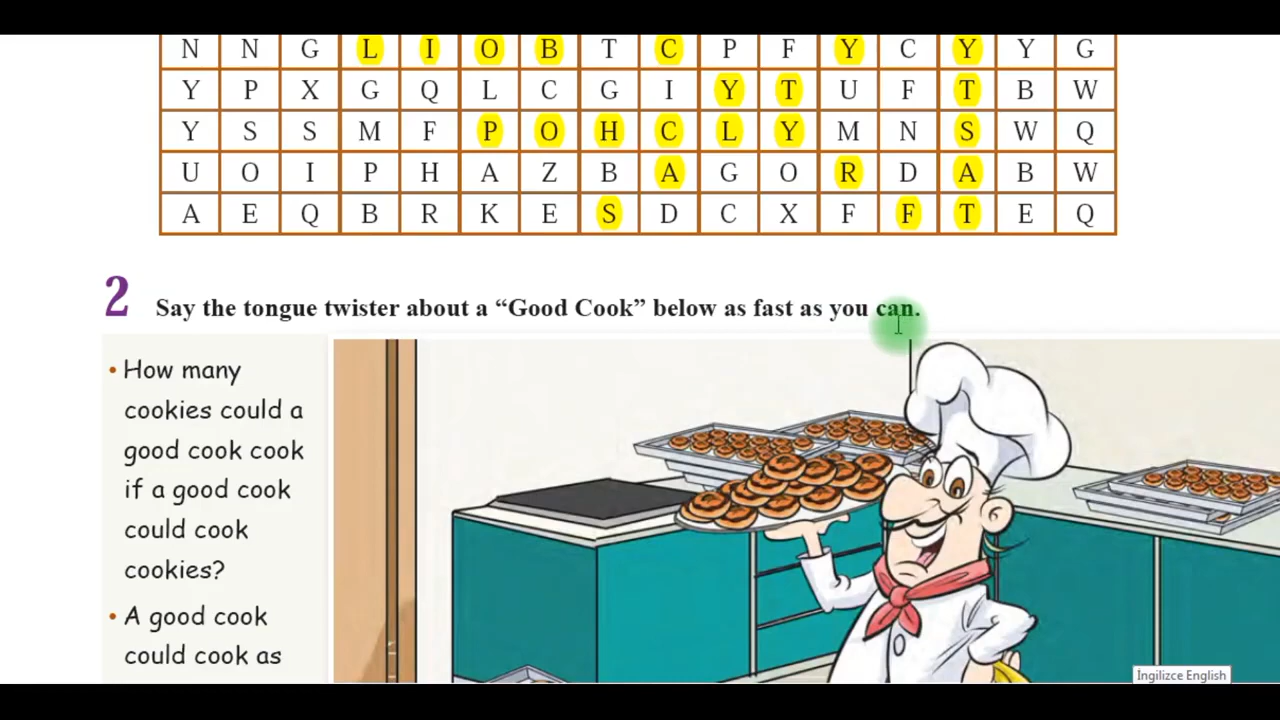 N N G L I O B T C P F Y C Y Y G
Y P X G Q L C G I Y T U F T B W
Y S S M F P O H C L Y M N S W Q
U O I P H A Z B A G O R D A B W
A E Q B R K E S D C X F F T E Q
2 Say the tongue twister about a “Good Cook” below as fast as you can.
• How many
cookies could a
good cook cook
if a good cook
could cook
cookies?
• A good cook
could cook as
İngilizce English